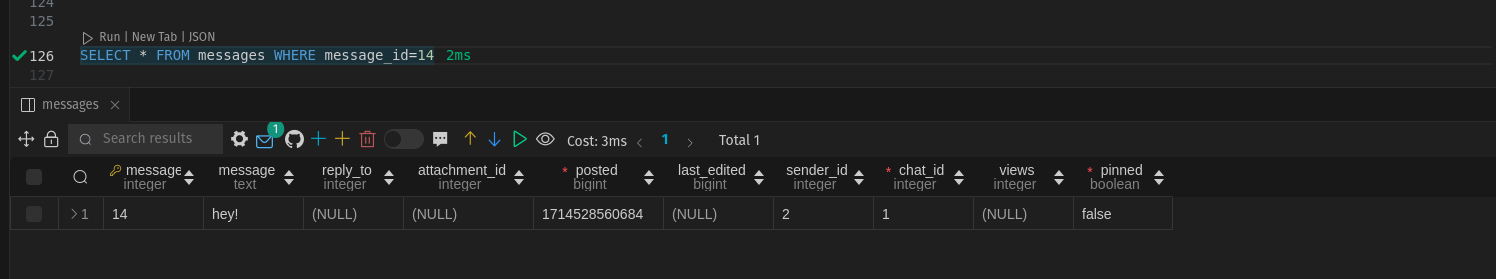 124
125
Run | New Tab | JSON
126 SELECT * FROM messages WHERE message_id=14 2ms
127
messages
Search results 1 Cost: 3ms 1 Total 1
message message reply_to attachment_id * posted last_edited sender_id * chat_id views * pinned
integer text integer integer bigint bigint integer integer integer boolean
1 14 hey! (NULL) (NULL) 1714528560684 (NULL) 2 1 (NULL) false